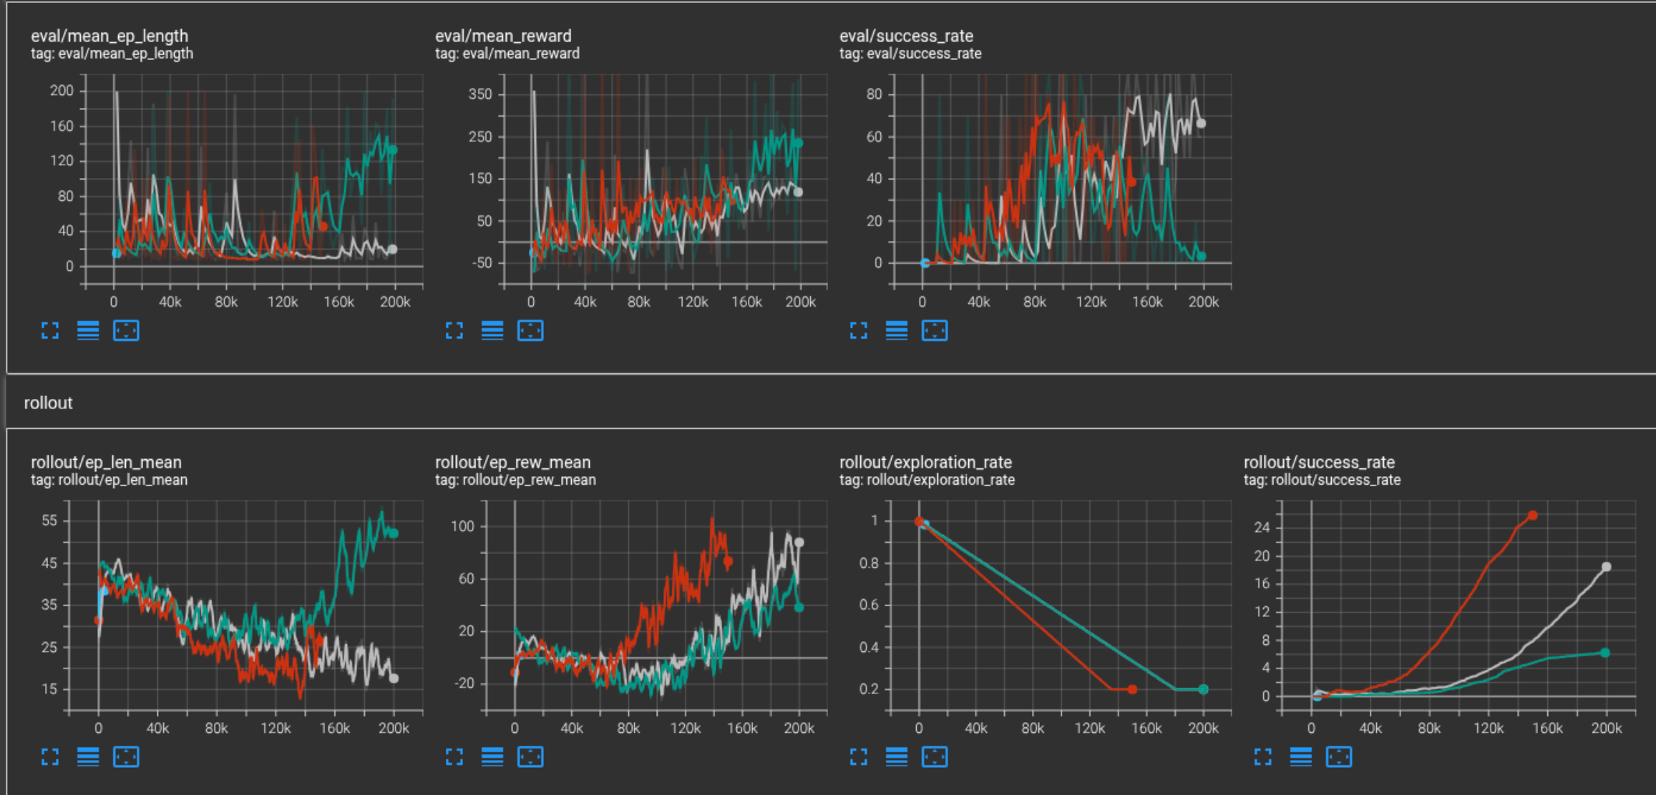 eval/mean_ep_length
tag: eval/mean_ep_length
200
160
120
80
40
0
0 40k 80k 120k 160k 200k
eval/mean_reward
tag: eval/mean_reward
350
250
150
50
-50
0 40k 80k 120k 160k 200k
eval/success_rate
tag: eval/success_rate
80
60
40
20
0
0 40k 80k 120k 160k 200k
rollout
rollout/ep_len_mean
tag: rollout/ep_len_mean
55
45
35
25
15
0 40k 80k 120k 160k 200k
rollout/ep_rew_mean
tag: rollout/ep_rew_mean
100
60
20
-20
0 40k 80k 120k 160k 200k
rollout/exploration_rate
tag: rollout/exploration_rate
1
0.8
0.6
0.4
0.2
0 40k 80k 120k 160k 200k
rollout/success_rate
tag: rollout/success_rate
24
20
16
12
8
4
0
0 40k 80k 120k 160k 200k